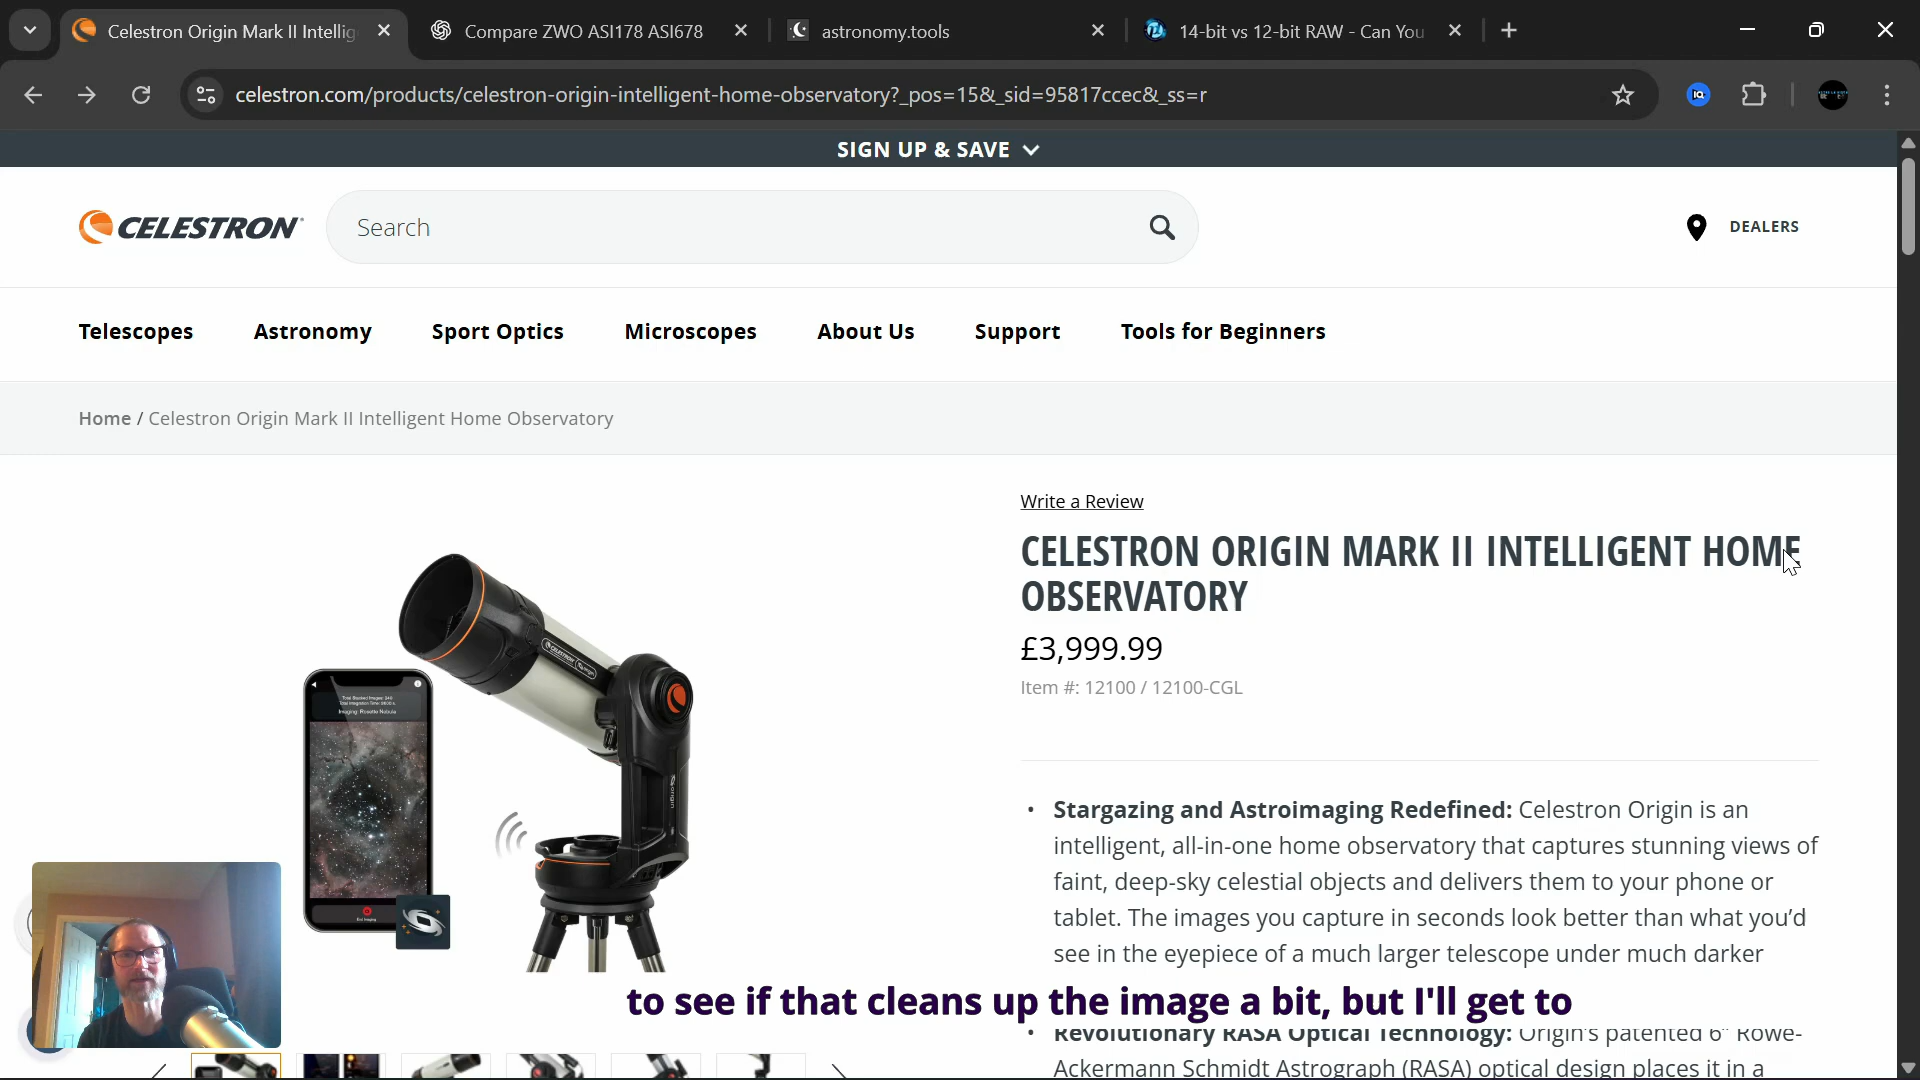 Celestron Origin Mark II Intellig
Compare ZWO ASI178 ASI678
astronomy.tools
14-bit vs 12-bit RAW - Can You
celestron.com/products/celestron-origin-intelligent-home-observatory?_pos=15&_sid=95817ccec&_ss=r
IQ
SIGN UP & SAVE
CELESTRON
Search
DEALERS
Telescopes
Astronomy
Sport Optics
Microscopes
About Us
Support
Tools for Beginners
Home / Celestron Origin Mark II Intelligent Home Observatory
Write a Review
CELESTRON ORIGIN MARK II INTELLIGENT HOME
OBSERVATORY
£3,999.99
Item #: 12100 / 12100-CGL
Total Stacked Images: 240
Imaging: Rosette Nebula
• Stargazing and Astroimaging Redefined: Celestron Origin is an
intelligent, all-in-one home observatory that captures stunning views of
faint, deep-sky celestial objects and delivers them to your phone or
tablet. The images you capture in seconds look better than what you'd
see in the eyepiece of a much larger telescope under much darker
to see if that cleans up the image a bit, but I'll get to
• Revolutionary RASA Optical Technology: Origin's patented 6" Rowe-
Ackermann Schmidt Astrograph (RASA) optical design places it in a